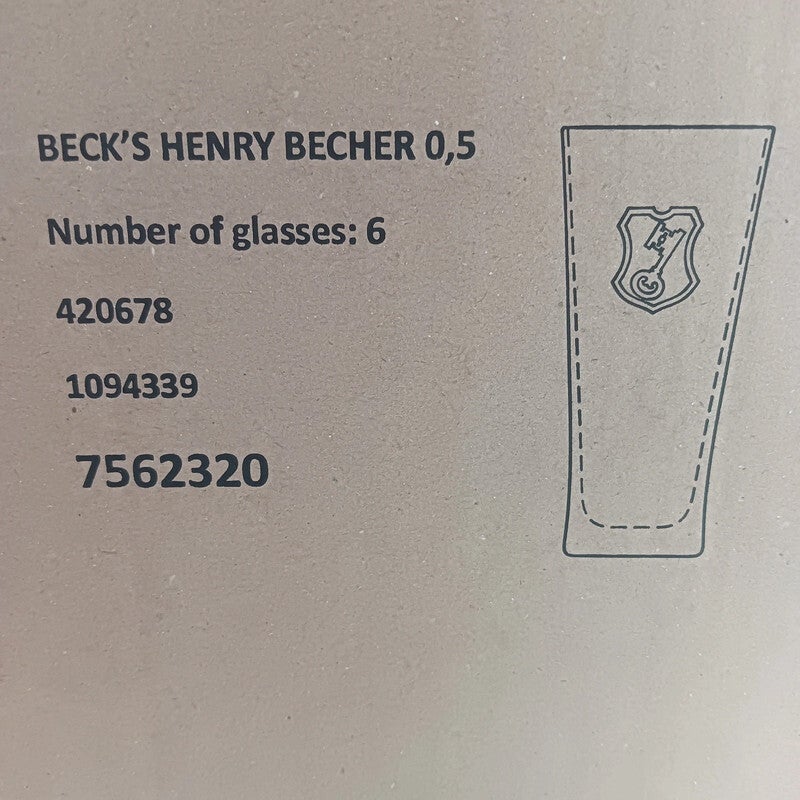 BECK'S HENRY BECHER 0,5
Number of glasses: 6
420678
1094339
7562320